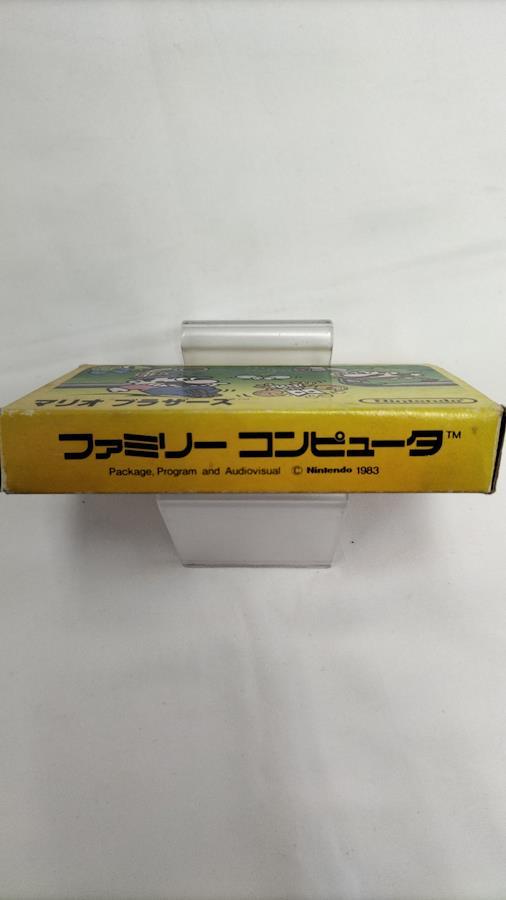 マリオブラザーズ
Nintendo
ファミリー コンピュータ™
Package, Program and Audiovisual © Nintendo 1983